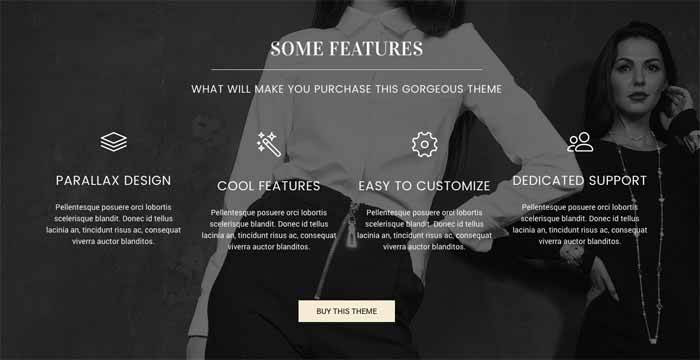 SOME FEATURES
WHAT WILL MAKE YOU PURCHASE THIS GORGEOUS THEME
PARALLAX DESIGN
Pellentesque posuere orci lobortis
scelerisque blandit. Donec id tellus
lacinia an, tincidunt risus ac, consequat
viverra auctor blanditos.
COOL FEATURES
Pellentesque posuere orci lobortis
scelerisque blandit. Donec id tellus
lacinia an, tincidunt risus ac, consequat
viverra auctor blanditos.
EASY TO CUSTOMIZE
Pellentesque posuere orci lobortis
scelerisque blandit. Donec id tellus
lacinia an, tincidunt risus ac, consequat
viverra auctor blanditos.
DEDICATED SUPPORT
Pellentesque posuere orci lobortis
scelerisque blandit. Donec id tellus
lacinia an, tincidunt risus ac, consequat
viverra auctor blanditos.
BUY THIS THEME